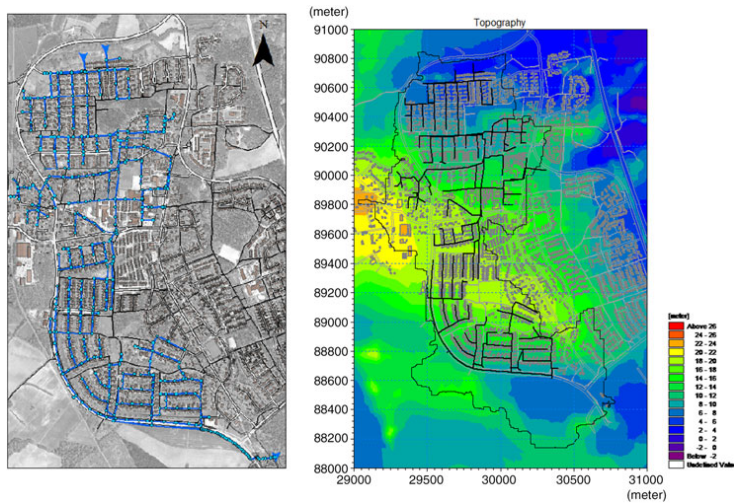 N
(meter)
Topography
91000
90800
90600
90400
90200
90000
89800
89600
89400
89200
89000
88800
88600
88400
88200
88000
29000 29500 30000 30500 31000
(meter)
[meter]
Above 26
24 - 26
22 - 24
20 - 22
18 - 20
16 - 18
14 - 16
12 - 14
10 - 12
8 - 10
6 - 8
4 - 6
2 - 4
0 - 2
-2 - 0
Below -2
Undefined Value